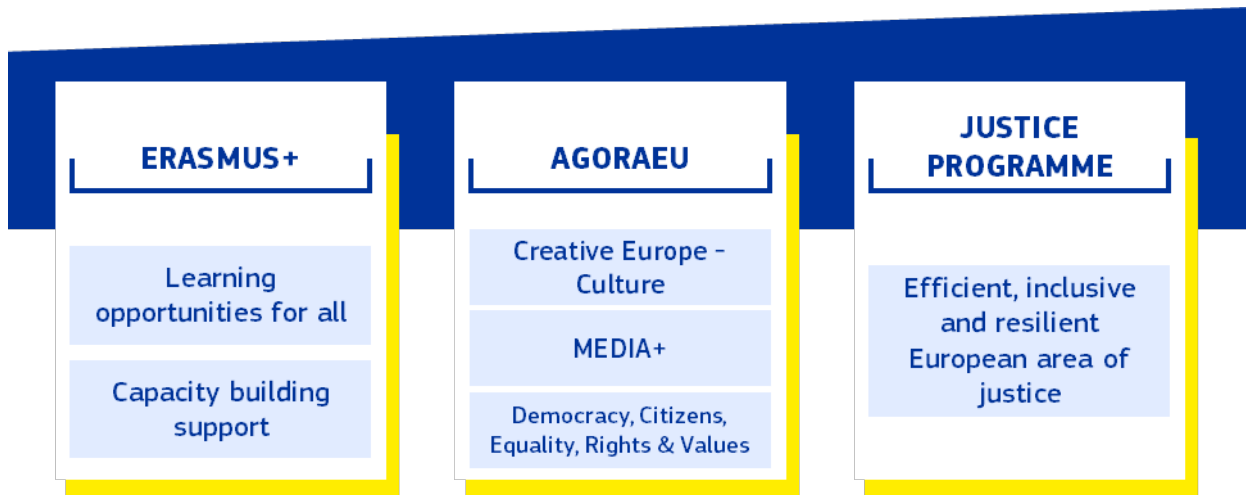 ERASMUS+
Learning
opportunities for all
Capacity building
support
AGORAEU
Creative Europe -
Culture
MEDIA+
Democracy, Citizens,
Equality, Rights & Values
JUSTICE
PROGRAMME
Efficient, inclusive
and resilient
European area of
justice